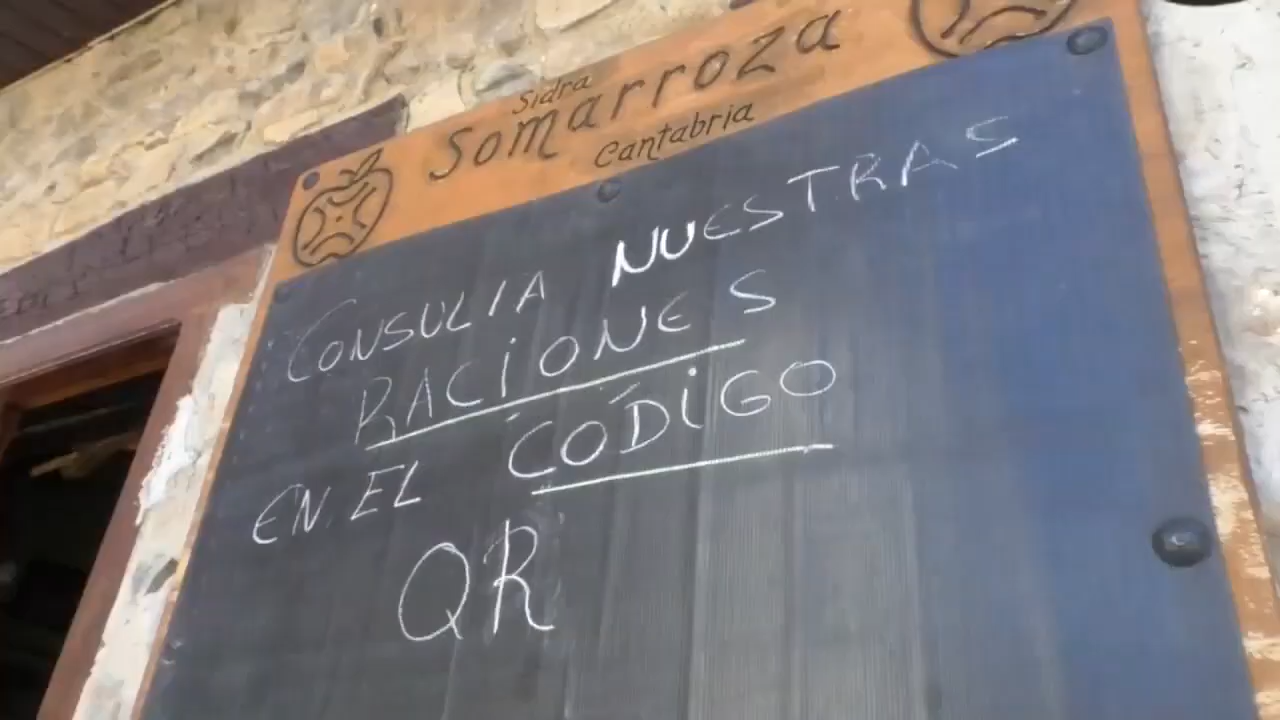 Sidra
Somarroza
Cantabria
CONSULTA NUESTRAS
RACIONES
EN EL CÓDIGO
QR